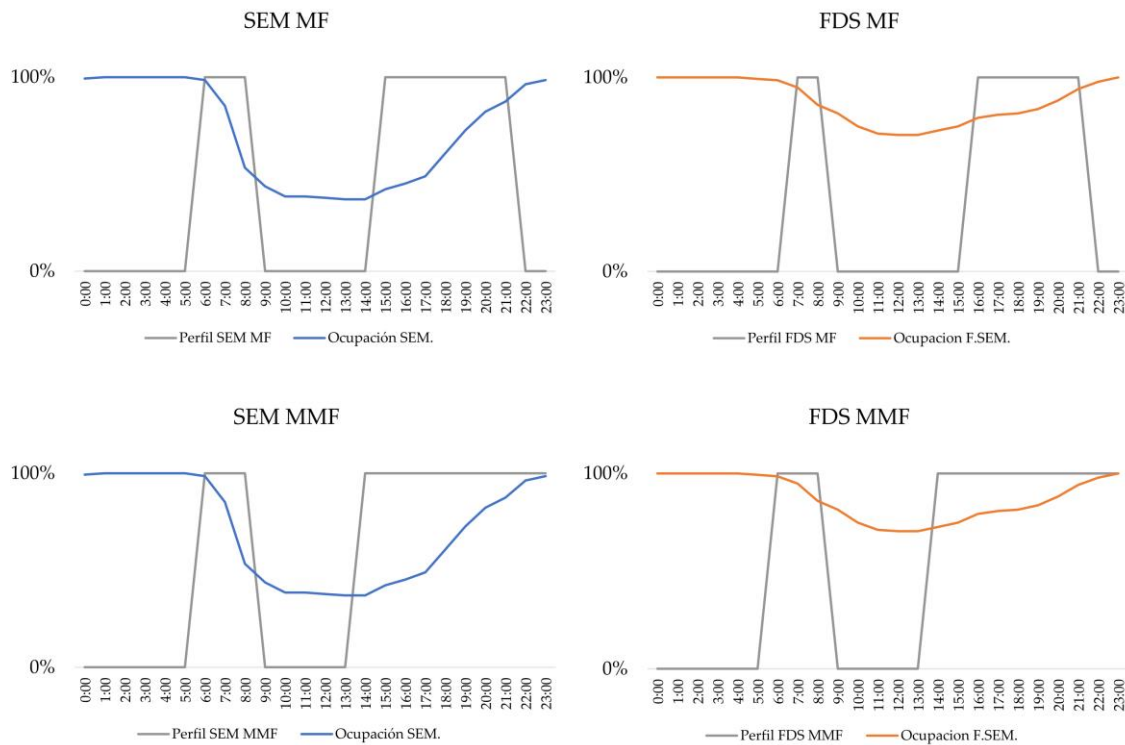 SEM MF
100%
0%
0:00 1:00 2:00 3:00 4:00 5:00 6:00 7:00 8:00 9:00 10:00 11:00 12:00 13:00 14:00 15:00 16:00 17:00 18:00 19:00 20:00 21:00 22:00 23:00
Perfil SEM MF Ocupación SEM.
FDS MF
100%
0%
0:00 1:00 2:00 3:00 4:00 5:00 6:00 7:00 8:00 9:00 10:00 11:00 12:00 13:00 14:00 15:00 16:00 17:00 18:00 19:00 20:00 21:00 22:00 23:00
Perfil FDS MF Ocupacion F.SEM.
SEM MMF
100%
0%
0:00 1:00 2:00 3:00 4:00 5:00 6:00 7:00 8:00 9:00 10:00 11:00 12:00 13:00 14:00 15:00 16:00 17:00 18:00 19:00 20:00 21:00 22:00 23:00
Perfil SEM MMF Ocupación SEM.
FDS MMF
100%
0%
0:00 1:00 2:00 3:00 4:00 5:00 6:00 7:00 8:00 9:00 10:00 11:00 12:00 13:00 14:00 15:00 16:00 17:00 18:00 19:00 20:00 21:00 22:00 23:00
Perfil FDS MMF Ocupacion F.SEM.